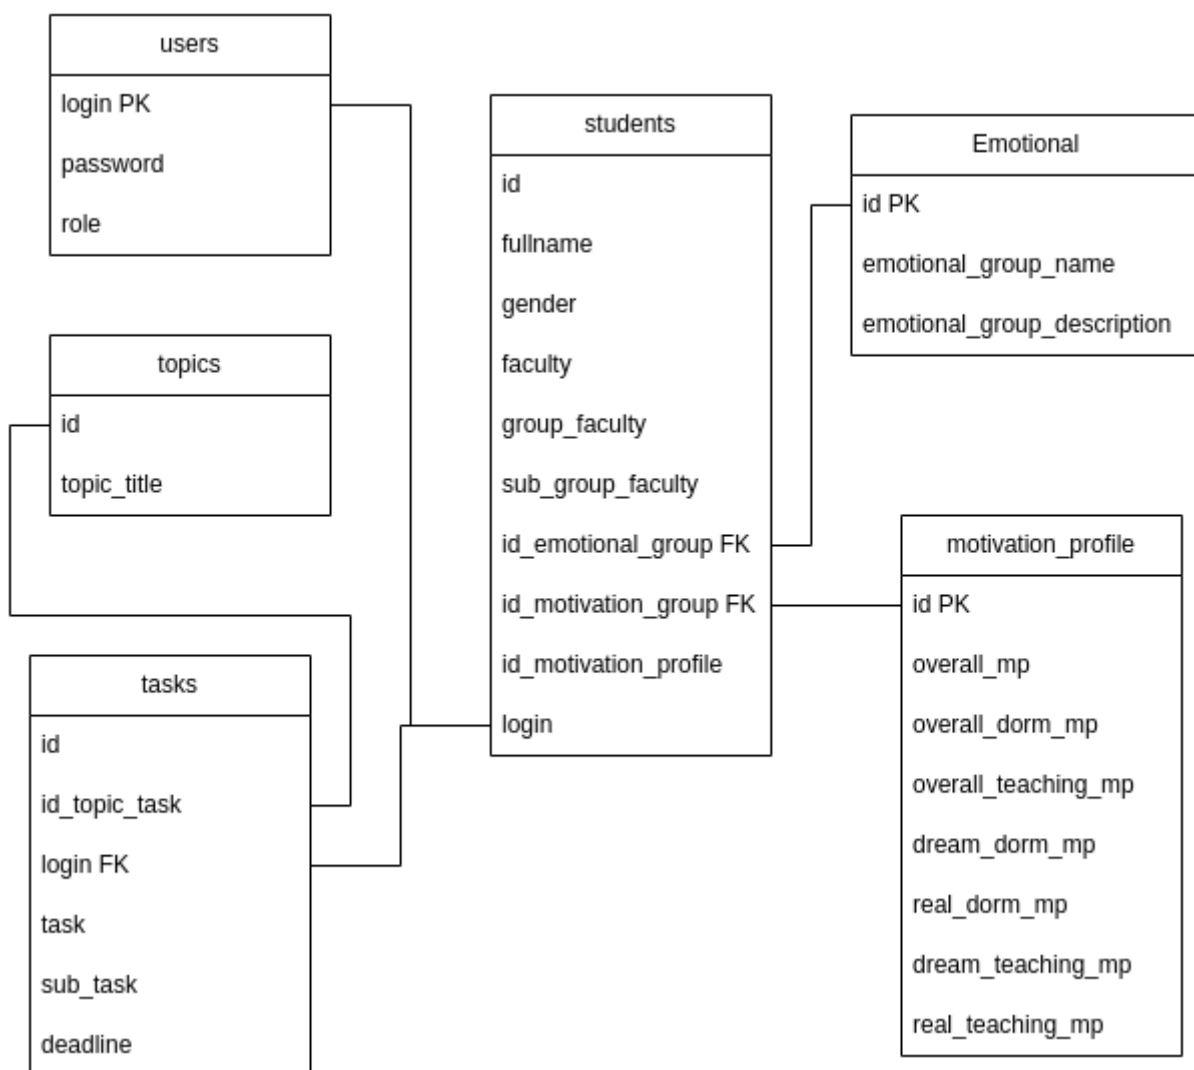 users
login PK
password
role
topics
id
topic_title
tasks
id
id_topic_task
login FK
task
sub_task
deadline
students
id
fullname
gender
faculty
group_faculty
sub_group_faculty
id_emotional_group FK
id_motivation_group FK
id_motivation_profile
login
Emotional
id PK
emotional_group_name
emotional_group_description
motivation_profile
id PK
overall_mp
overall_dorm_mp
overall_teaching_mp
dream_dorm_mp
real_dorm_mp
dream_teaching_mp
real_teaching_mp